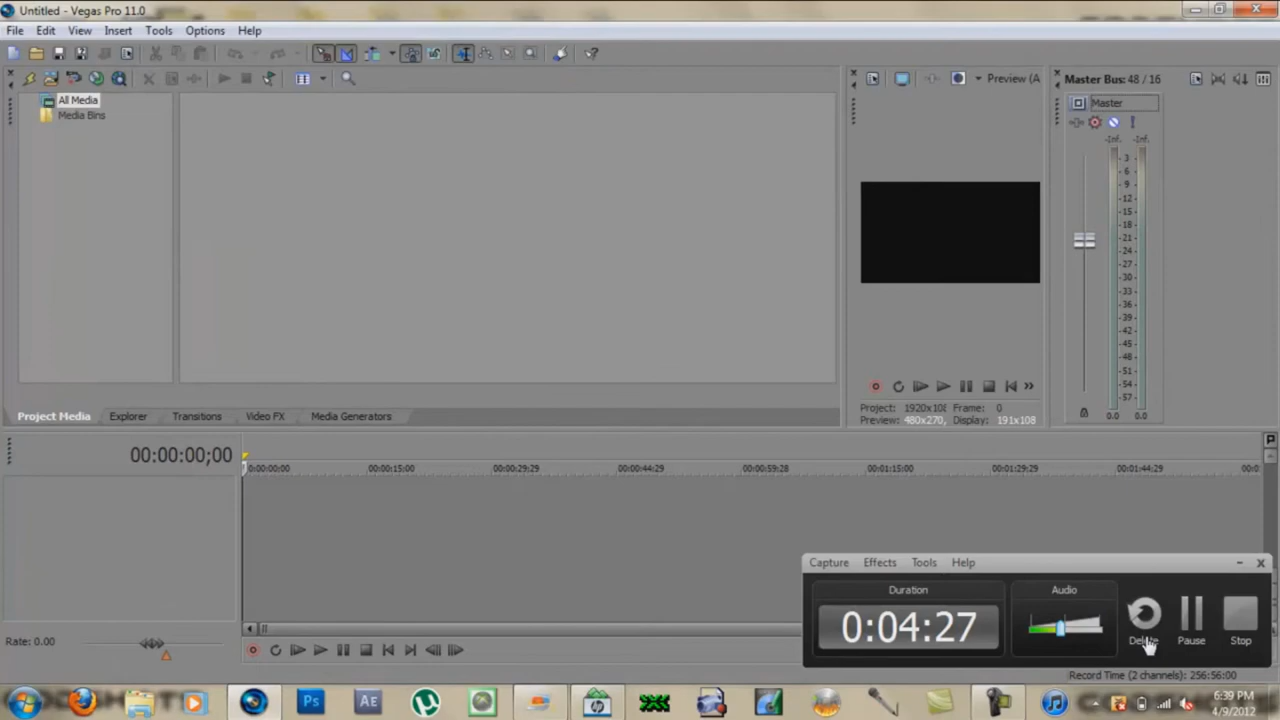 Untitled - Vegas Pro 11.0
File Edit View Insert Tools Options Help
Preview (A
Master Bus: 48 / 16
All Media
Media Bins
Master
-Inf. -Inf.
3
6
9
12
15
18
21
24
27
30
33
36
39
42
45
48
51
54
57
0.0 0.0
Project: 1920x108 Frame: 0
Preview: 480x270, Display: 191x108
Project Media Explorer Transitions Video FX Media Generators
00:00:00;00
0:00:00:00 00:00:15:00 00:00:29:29 00:00:44:29 00:00:59:28 00:01:15:00 00:01:29:29 00:01:44:29 00:0
Capture Effects Tools Help
Duration
0:04:27
Audio
Delete Pause Stop
Rate: 0.00
Record Time (2 channels): 256:56:00
Ps Ae
6:39 PM
4/9/2012